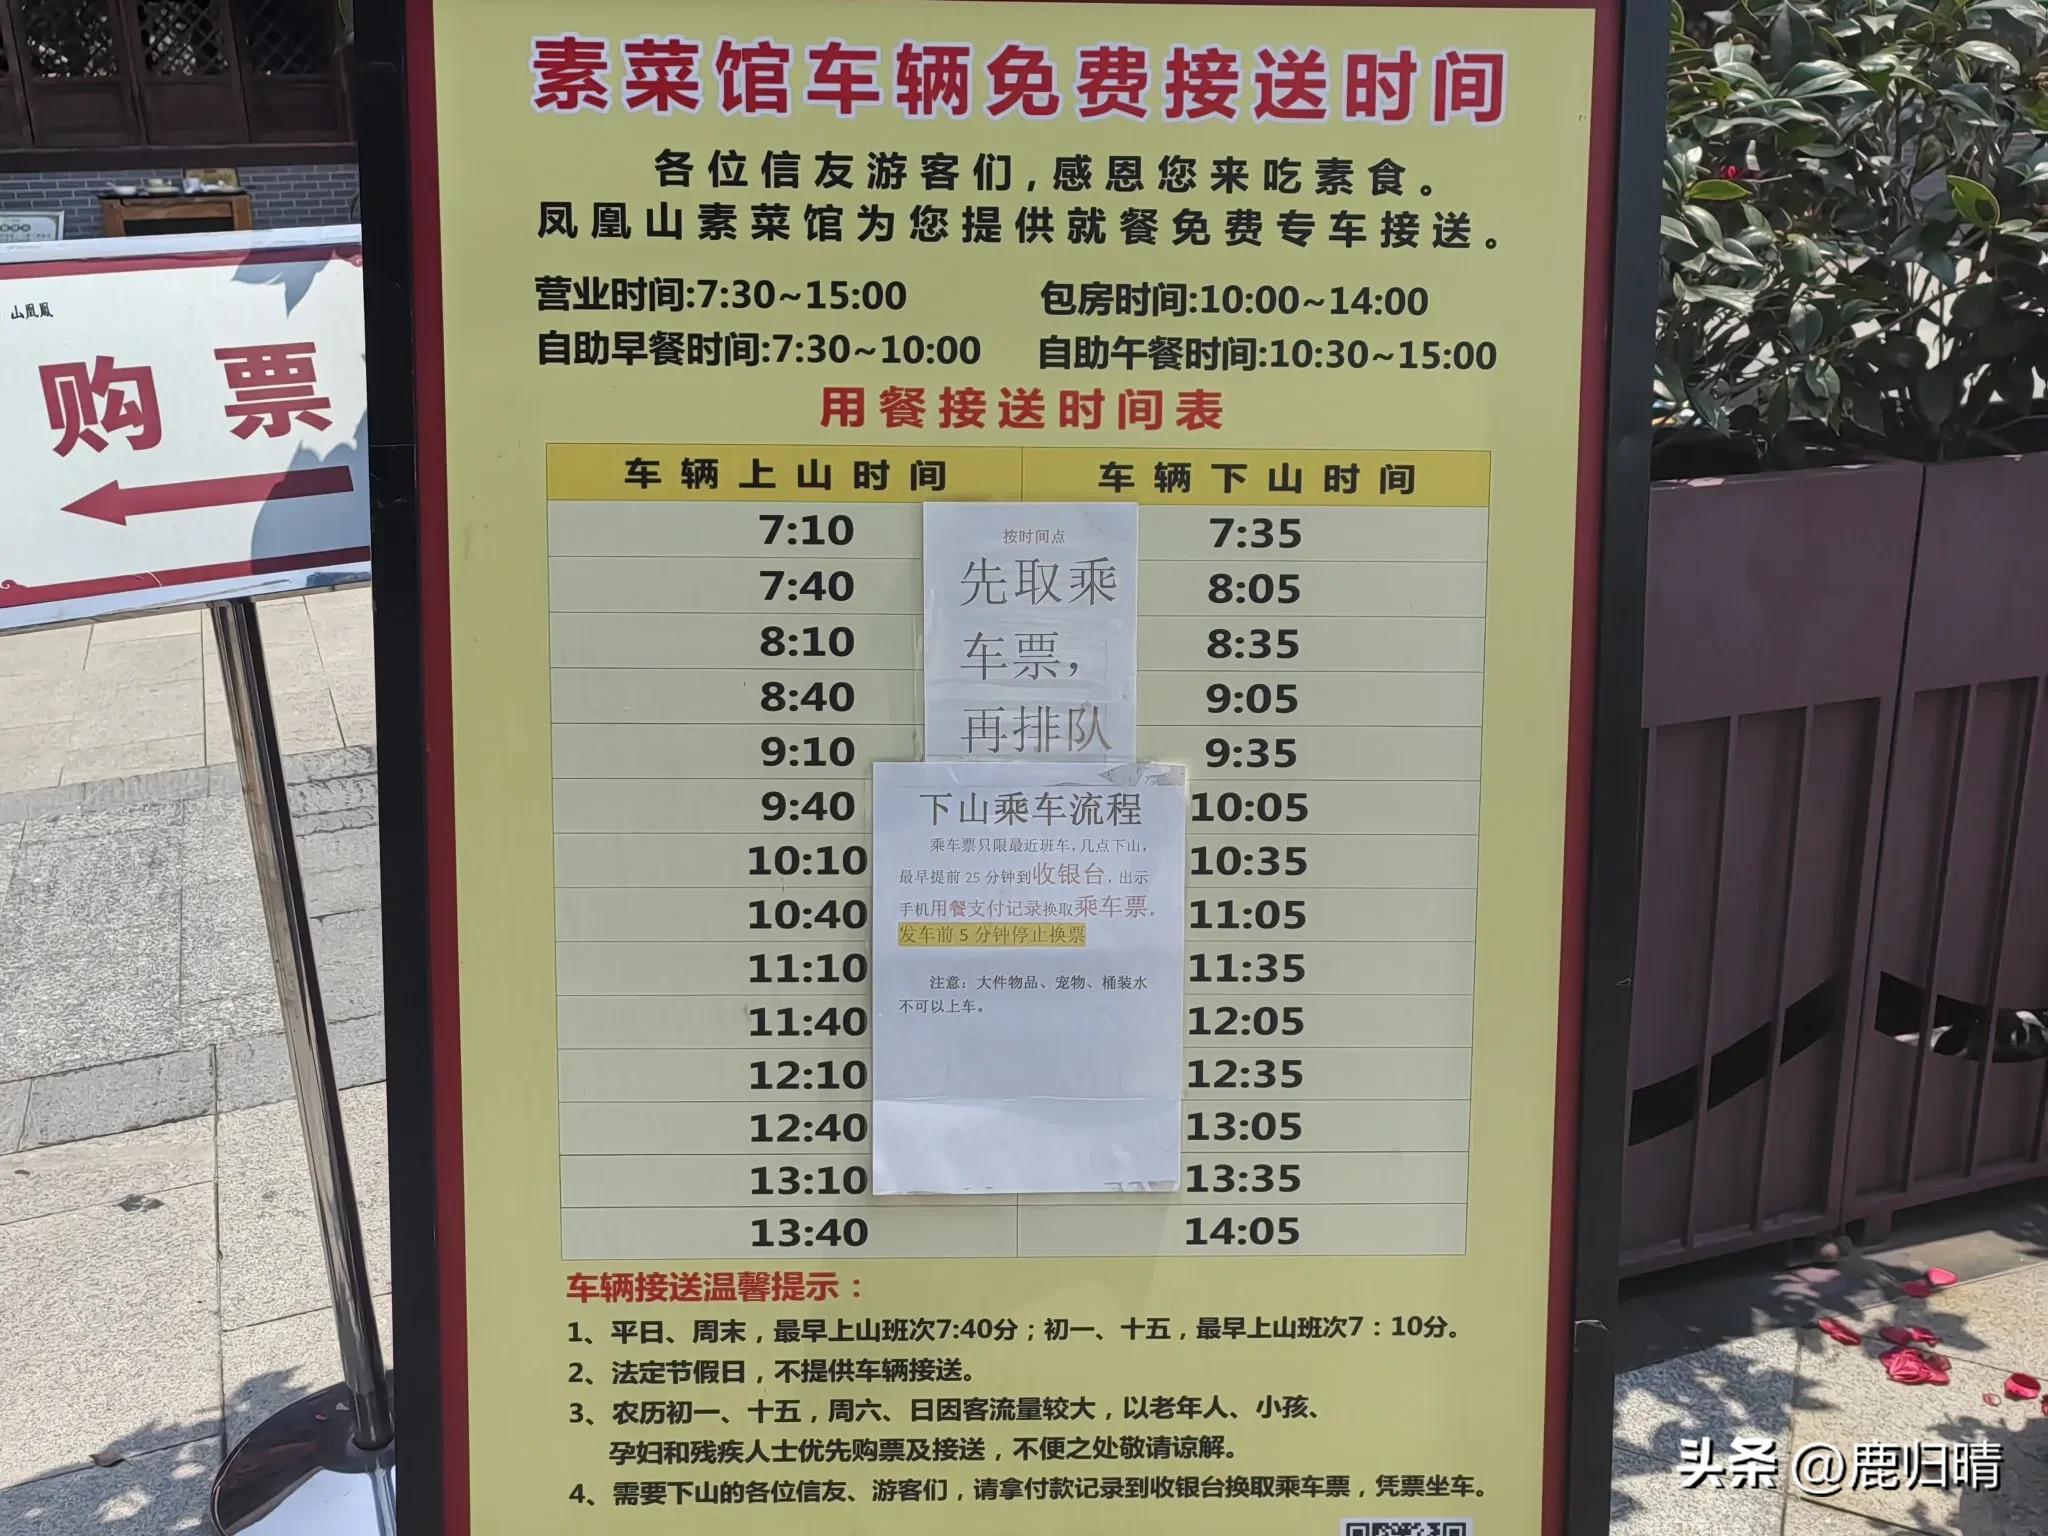 素菜馆车辆免费接送时间
各位信友游客们,感恩您来吃素食。
凤凰山素菜馆为您提供就餐免费专车接送。
营业时间:7:30~15:00 包房时间:10:00~14:00
自助早餐时间:7:30~10:00 自助午餐时间:10:30~15:00
用餐接送时间表
车辆上山时间 车辆下山时间
7:10 7:35
7:40 8:05
8:10 8:35
8:40 9:05
9:10 9:35
9:40 10:05
10:10 10:35
10:40 11:05
11:10 11:35
11:40 12:05
12:10 12:35
12:40 13:05
13:10 13:35
13:40 14:05
按时间点
先取乘
车票，
再排队
下山乘车流程
乘车票只限最近班车,几点下山,
最早提前25分钟到收银台,出示
手机用餐支付记录换取乘车票。
发车前5分钟停止换票
注意：大件物品、宠物、桶装水
不可以上车。
车辆接送温馨提示：
1、平日、周末，最早上山班次7:40分；初一、十五，最早上山班次7：10分。
2、法定节假日，不提供车辆接送。
3、农历初一、十五，周六、日因客流量较大，以老年人、小孩、
孕妇和残疾人士优先购票及接送，不便之处敬请谅解。
4、需要下山的各位信友、游客们，请拿付款记录到收银台换取乘车票，凭票坐车。
山凰鳳
购票
头条 @鹿归晴